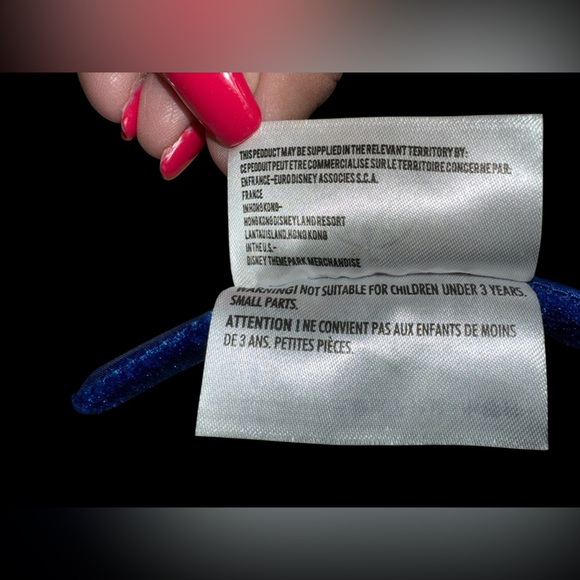 THIS PEODUCT MAY BE SUPPLIED IN THE RELEVANT TERRITORY BY:
CE PEODUIT PEUT ETRE COMMERCIALISE SUR LE TERRITOIRE CONCERNE PAR:
EN FRANCE-EURO DISNEY ASSOCIES S.C.A.
FRANCE
IN HONG KONG-
HONG KONG DISNEYLAND RESORT
LANTAU ISLAND, HONG KONG
IN THE U.S.-
DISNEY THEME PARK MERCHANDISE
WARNING! NOT SUITABLE FOR CHILDREN UNDER 3 YEARS.
SMALL PARTS.
ATTENTION ! NE CONVIENT PAS AUX ENFANTS DE MOINS
DE 3 ANS. PETITES PIÈCES.